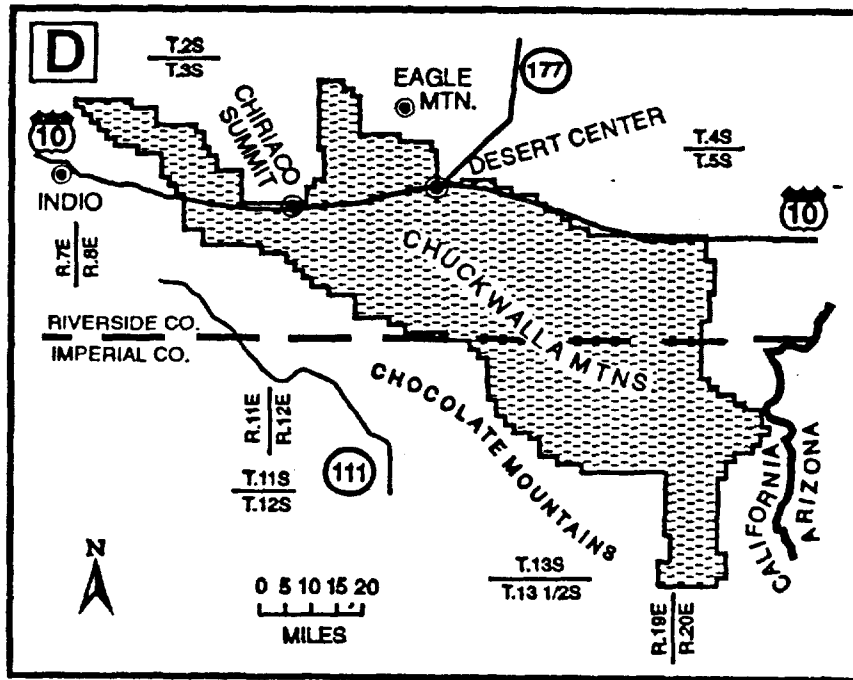 D
T.2S
T.3S
EAGLE
MTN.
177
CHIRIACO
SUMMIT
DESERT CENTER
T.4S
T.5S
10
INDIO
10
R.7E
R.8E
CHUCKWALLA MTNS
RIVERSIDE CO.
IMPERIAL CO.
CHOCOLATE MOUNTAINS
R.11E
R.12E
111
T.11S
T.12S
CALIFORNIA
ARIZONA
N
T.13S
T.13 1/2S
0 5 10 15 20
MILES
R.19E
R.20E